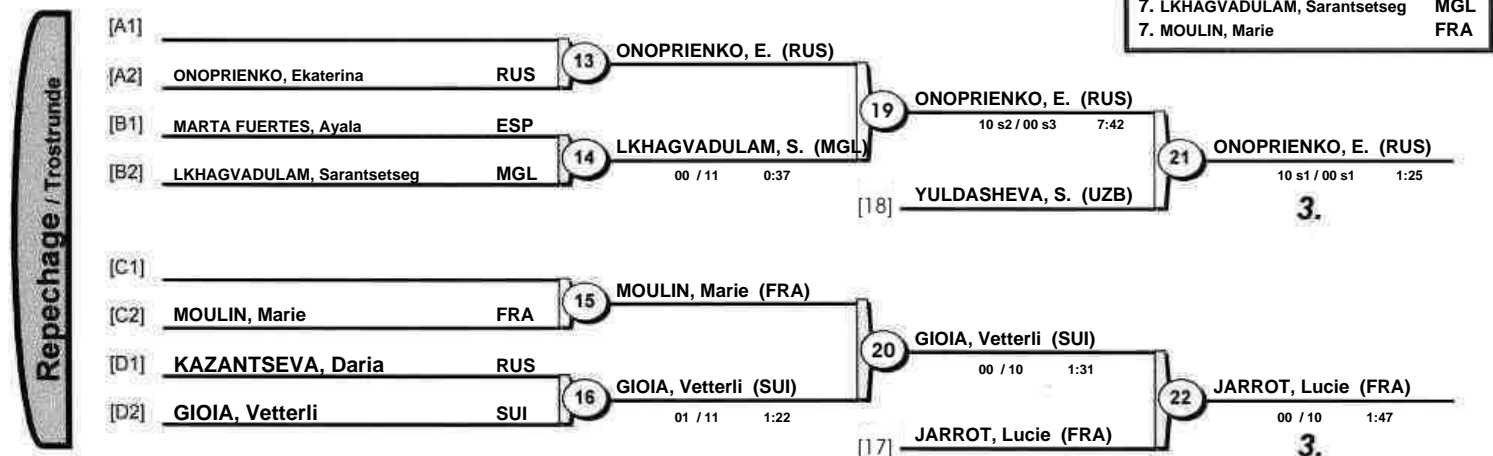 7. LKHAGVADULAM, Sarantsetseg MGL
7. MOULIN, Marie FRA
Repechage / Trostrunde
[A1]
[A2] ONOPRIENKO, Ekaterina RUS
13 ONOPRIENKO, E. (RUS)
[B1] MARTA FUERTES, Ayala ESP
[B2] LKHAGVADULAM, Sarantsetseg MGL
14 LKHAGVADULAM, S. (MGL)
00 / 11 0:37
19 ONOPRIENKO, E. (RUS)
10 s2 / 00 s3 7:42
[18] YULDASHEVA, S. (UZB)
21 ONOPRIENKO, E. (RUS)
10 s1 / 00 s1 1:25
3.
[C1]
[C2] MOULIN, Marie FRA
15 MOULIN, Marie (FRA)
[D1] KAZANTSEVA, Daria RUS
[D2] GIOIA, Vetterli SUI
16 GIOIA, Vetterli (SUI)
01 / 11 1:22
20 GIOIA, Vetterli (SUI)
00 / 10 1:31
[17] JARROT, Lucie (FRA)
22 JARROT, Lucie (FRA)
00 / 10 1:47
3.